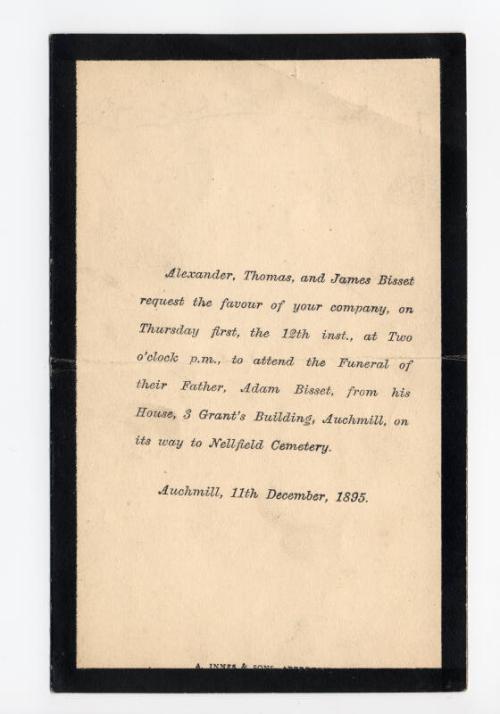 Alexander, Thomas, and James Bisset
request the favour of your company, on
Thursday first, the 12th inst., at Two
o'clock p.m., to attend the Funeral of
their Father, Adam Bisset, from his
House, 3 Grant's Building, Auchmill, on
its way to Nellfield Cemetery.
Auchmill, 11th December, 1895.
A. INNES & SONS,